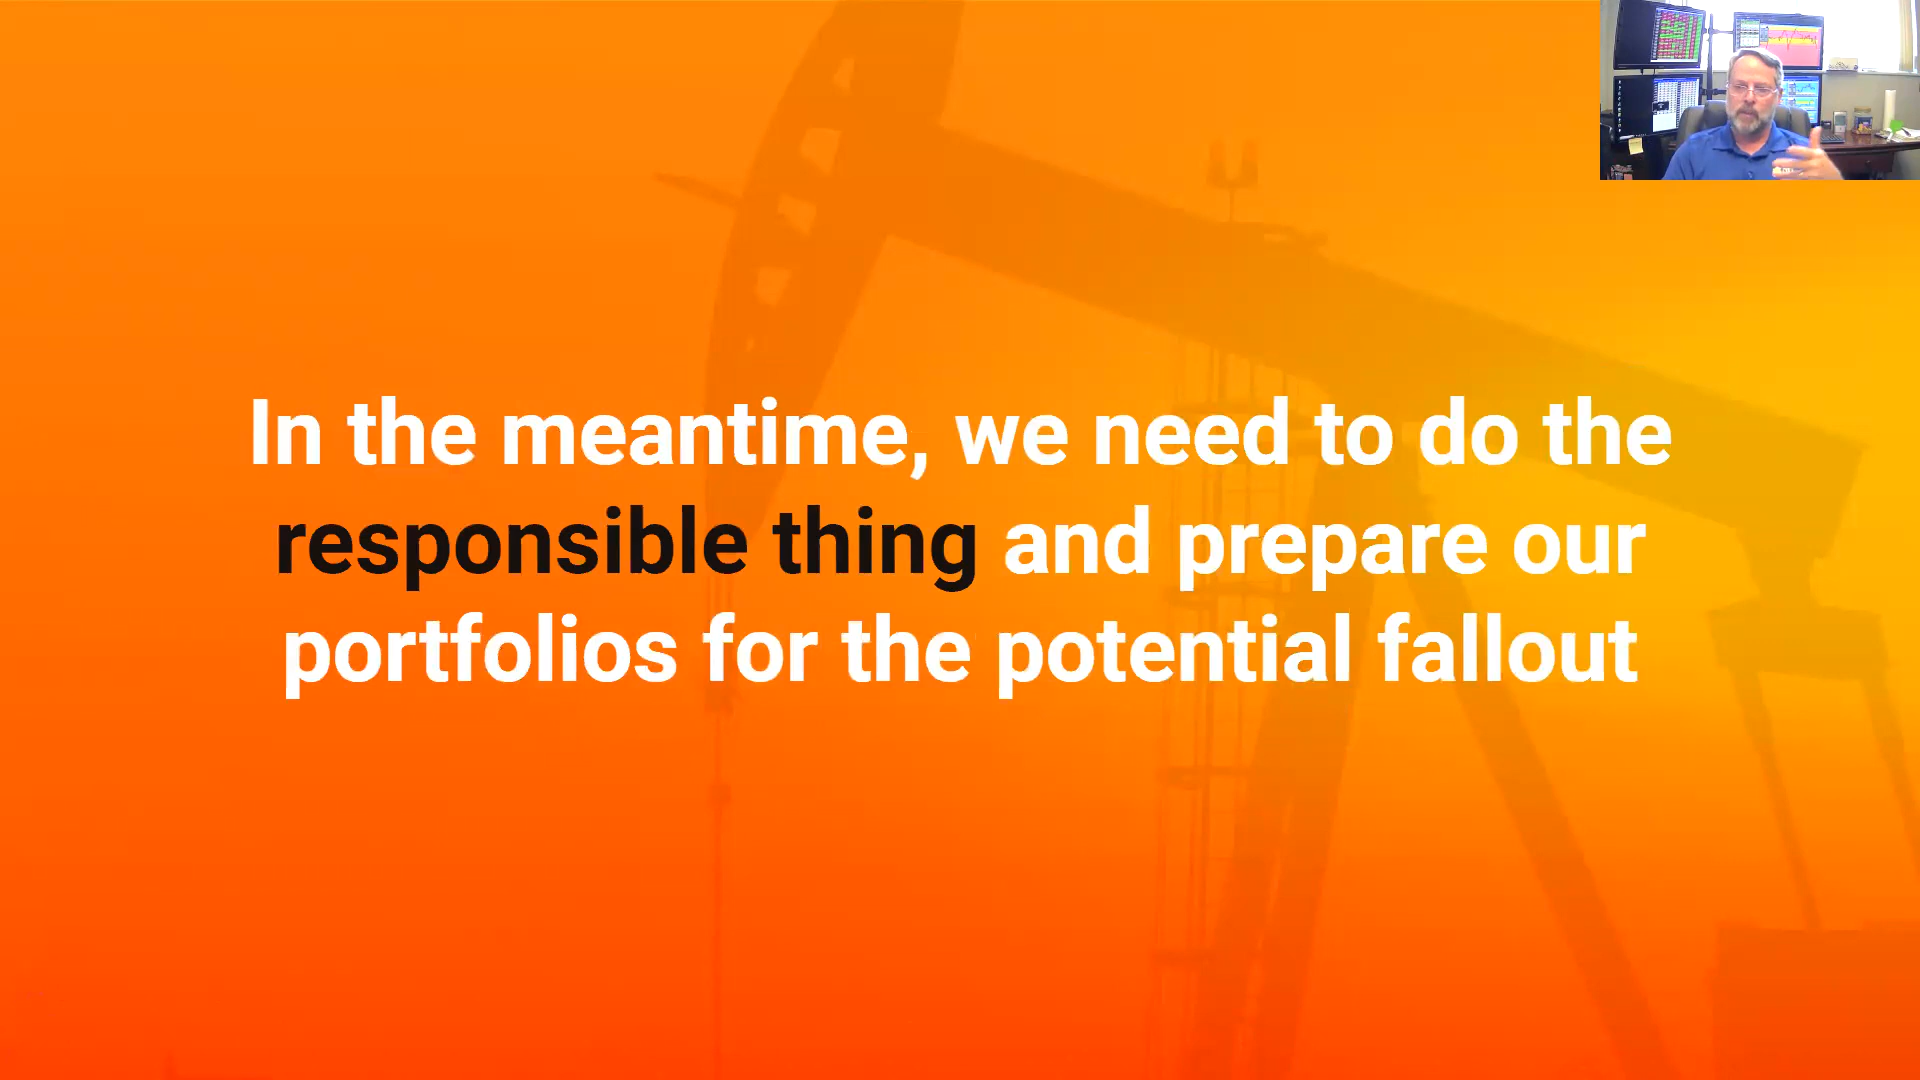 In the meantime, we need to do the
responsible thing and prepare our
portfolios for the potential fallout